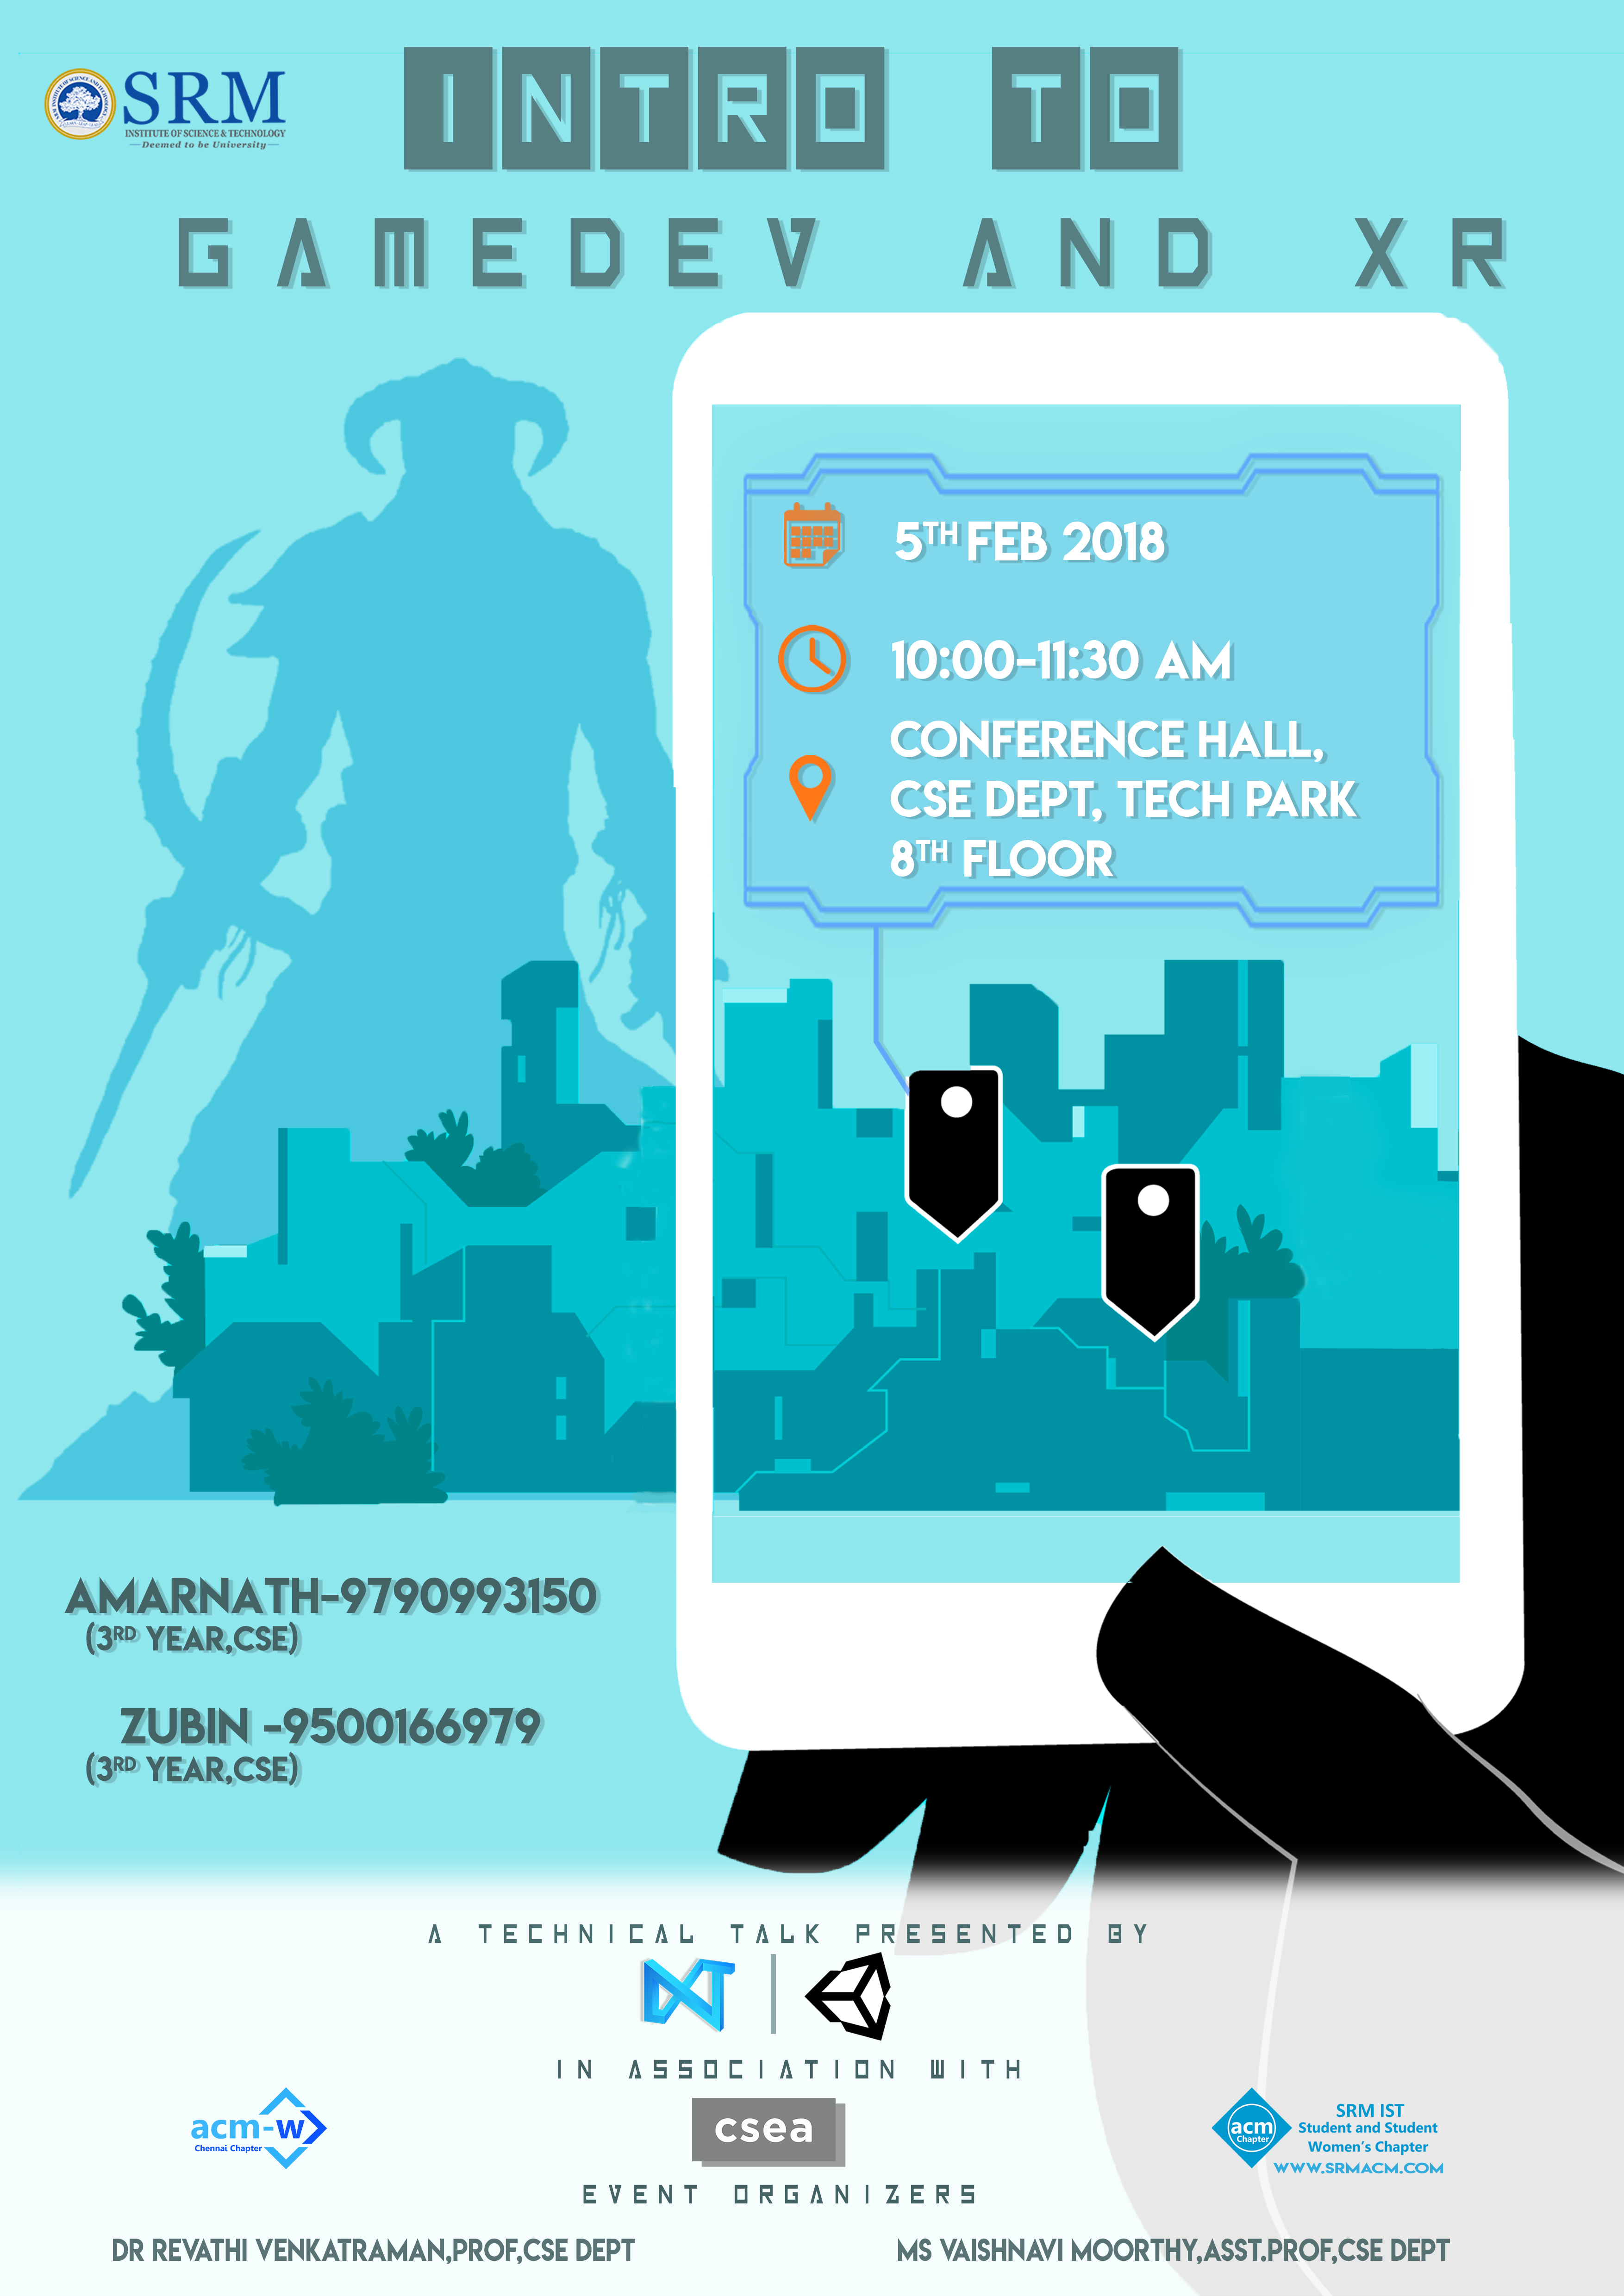 SRM
INSTITUTE OF SCIENCE & TECHNOLOGY
Deemed to be University
INTRO TO
GAMEDEV AND XR
5TH FEB 2018
10:00-11:30 AM
CONFERENCE HALL,
CSE DEPT, TECH PARK
8TH FLOOR
AMARNATH-9790993150
(3RD YEAR,CSE)
ZUBIN -9500166979
(3RD YEAR,CSE)
A TECHNICAL TALK PRESENTED BY
IN ASSOCIATION WITH
acm-w
Chennai Chapter
csea
acm
Chapter
SRM IST
Student and Student
Women's Chapter
WWW.SRMACM.COM
EVENT ORGANIZERS
DR REVATHI VENKATRAMAN,PROF,CSE DEPT
MS VAISHNAVI MOORTHY,ASST.PROF,CSE DEPT